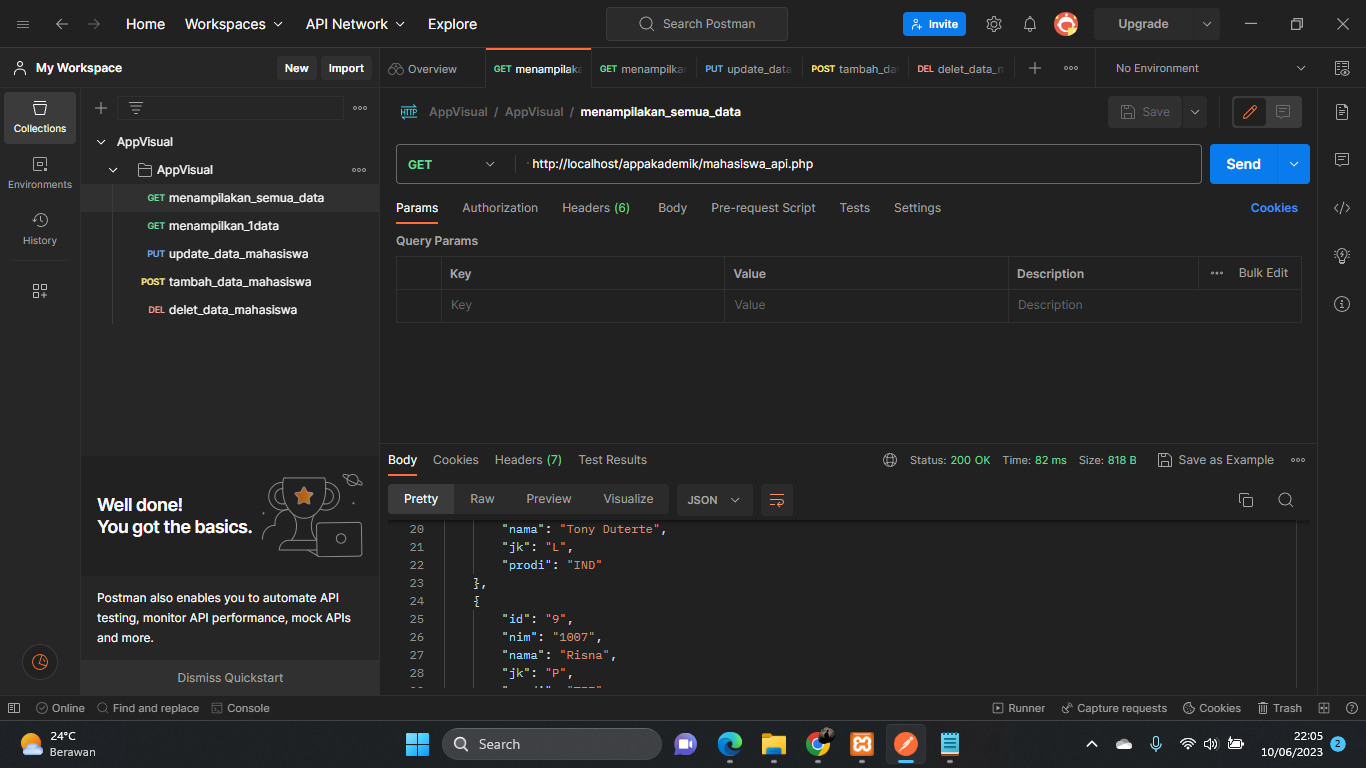 Home Workspaces API Network Explore Search Postman Invite Upgrade
My Workspace New Import Overview GET menampilaka GET menampilkan PUT update_data POST tambah_da DEL delet_data_m No Environment
Collections
Environments
History
AppVisual
AppVisual
GET menampilakan_semua_data
GET menampilkan_1data
PUT update_data_mahasiswa
POST tambah_data_mahasiswa
DEL delet_data_mahasiswa
Well done!
You got the basics.
Postman also enables you to automate API
testing, monitor API performance, mock APIs
and more.
Dismiss Quickstart
HTTP AppVisual / AppVisual / menampilakan_semua_data Save
GET http://localhost/appakademik/mahasiswa_api.php Send
Params Authorization Headers (6) Body Pre-request Script Tests Settings Cookies
Query Params
Key Value Description Bulk Edit
Key Value Description
Body Cookies Headers (7) Test Results Status: 200 OK Time: 82 ms Size: 818 B Save as Example
Pretty Raw Preview Visualize JSON
20 "nama": "Tony Duterte",
21 "jk": "L",
22 "prodi": "IND"
23 },
24 {
25 "id": "9",
26 "nim": "1007",
27 "nama": "Risna",
28 "jk": "P",
Online Find and replace Console Runner Capture requests Cookies Trash
24°C
Berawan
Search
22:05
10/06/2023
2